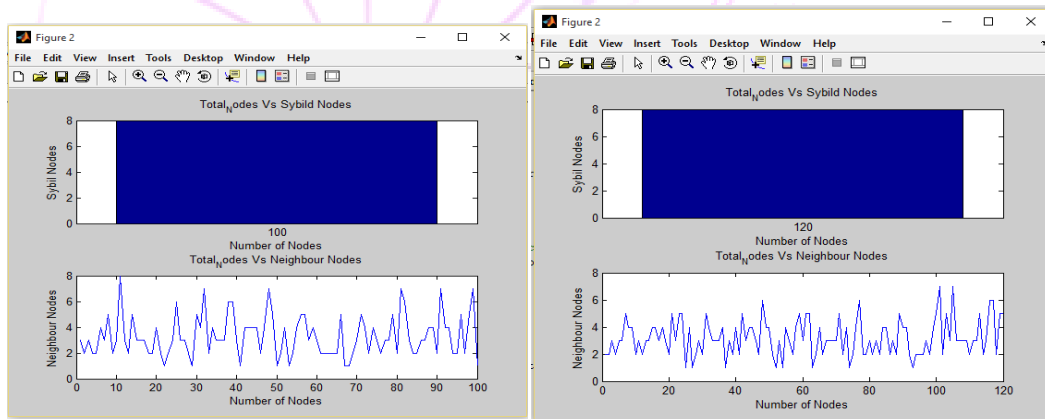 Figure 2
File Edit View Insert Tools Desktop Window Help
Total_Nodes Vs Sybild Nodes
8
6
4
2
0
Sybil Nodes
100
Number of Nodes
Total_Nodes Vs Neighbour Nodes
8
6
4
2
0
Neighbour Nodes
0 10 20 30 40 50 60 70 80 90 100
Number of Nodes
Figure 2
File Edit View Insert Tools Desktop Window Help
Total_Nodes Vs Sybild Nodes
8
6
4
2
0
Sybil Nodes
120
Number of Nodes
Total_Nodes Vs Neighbour Nodes
8
6
4
2
0
Neighbour Nodes
0 20 40 60 80 100 120
Number of Nodes